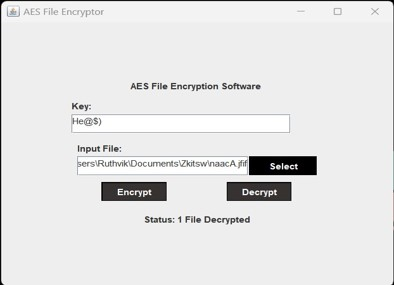 AES File Encryptor
AES File Encryption Software
Key:
He@$)
Input File:
sers\Ruthvik\Documents\Zkitsw\naacA.jfif
Select
Encrypt Decrypt
Status: 1 File Decrypted